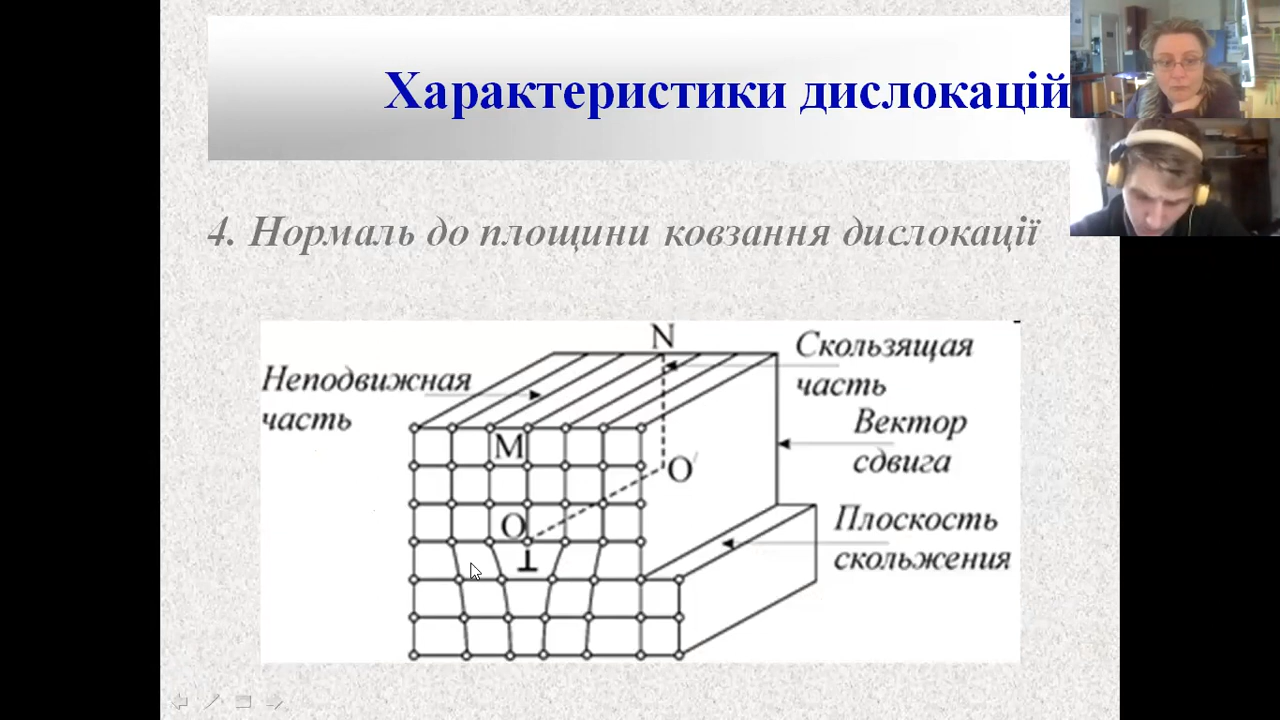 Характеристики дислокацій
4. Нормаль до площини ковзання дислокації
N
Скользящая
часть
Неподвижная
часть
Вектор
сдвига
M
O'
O
Плоскость
скольжения
⊥